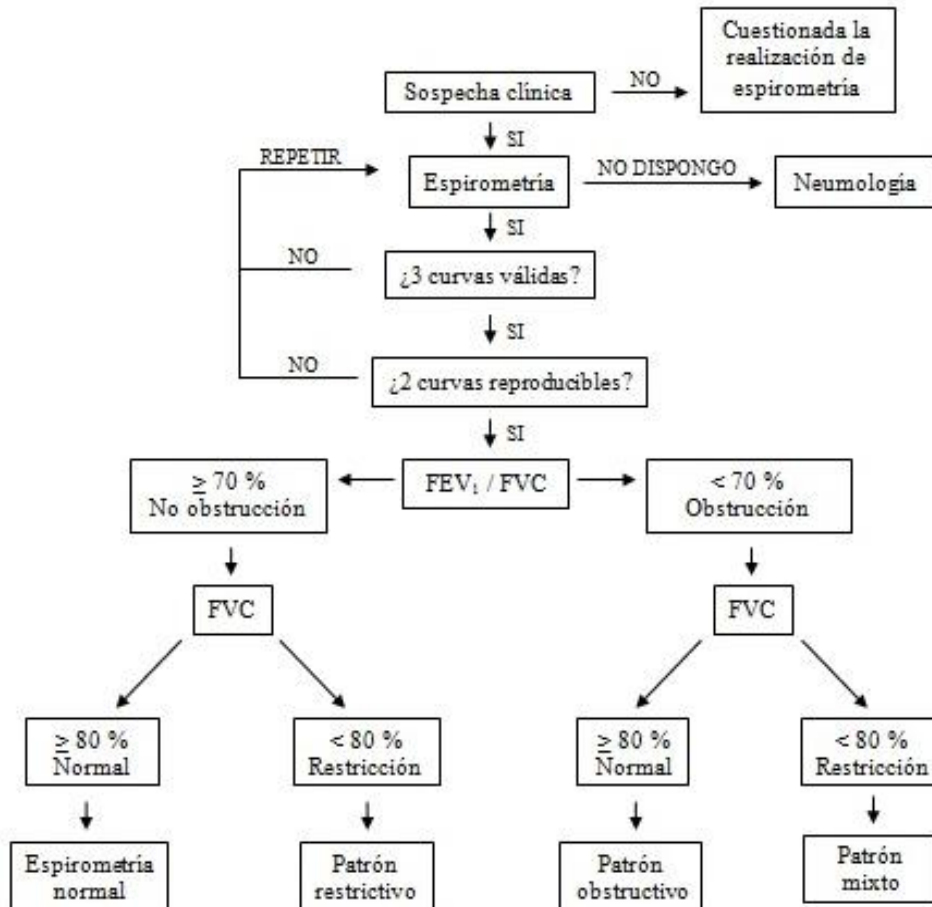 Cuestionada la
realización de
espirometría
Sospecha clínica
NO
SI
REPETIR
Espirometría
NO DISPONGO
Neumología
SI
NO
¿3 curvas válidas?
SI
NO
¿2 curvas reproducibles?
SI
≥ 70 %
No obstrucción
FEV₁ / FVC
< 70 %
Obstrucción
FVC
FVC
≥ 80 %
Normal
< 80 %
Restricción
≥ 80 %
Normal
< 80 %
Restricción
Espirometría
normal
Patrón
restrictivo
Patrón
obstructivo
Patrón
mixto